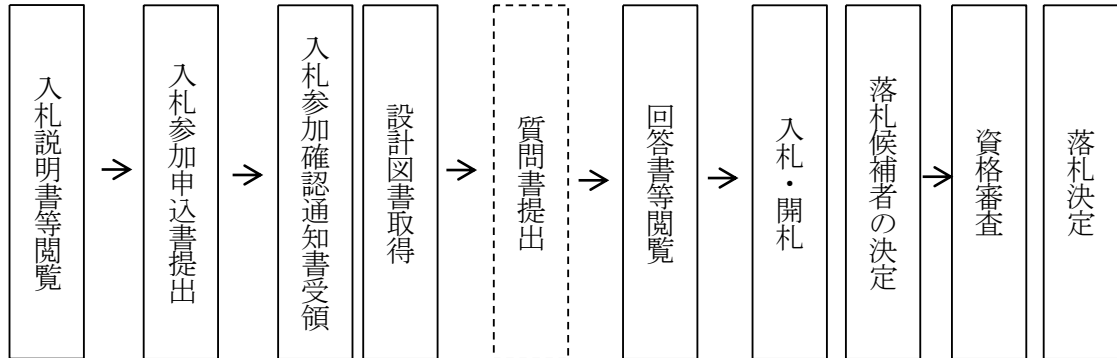 入札説明書等閲覧
入札参加申込書提出
入札参加確認通知書受領
設計図書取得
質問書提出
回答書等閲覧
入札・開札
落札候補者の決定
資格審査
落札決定